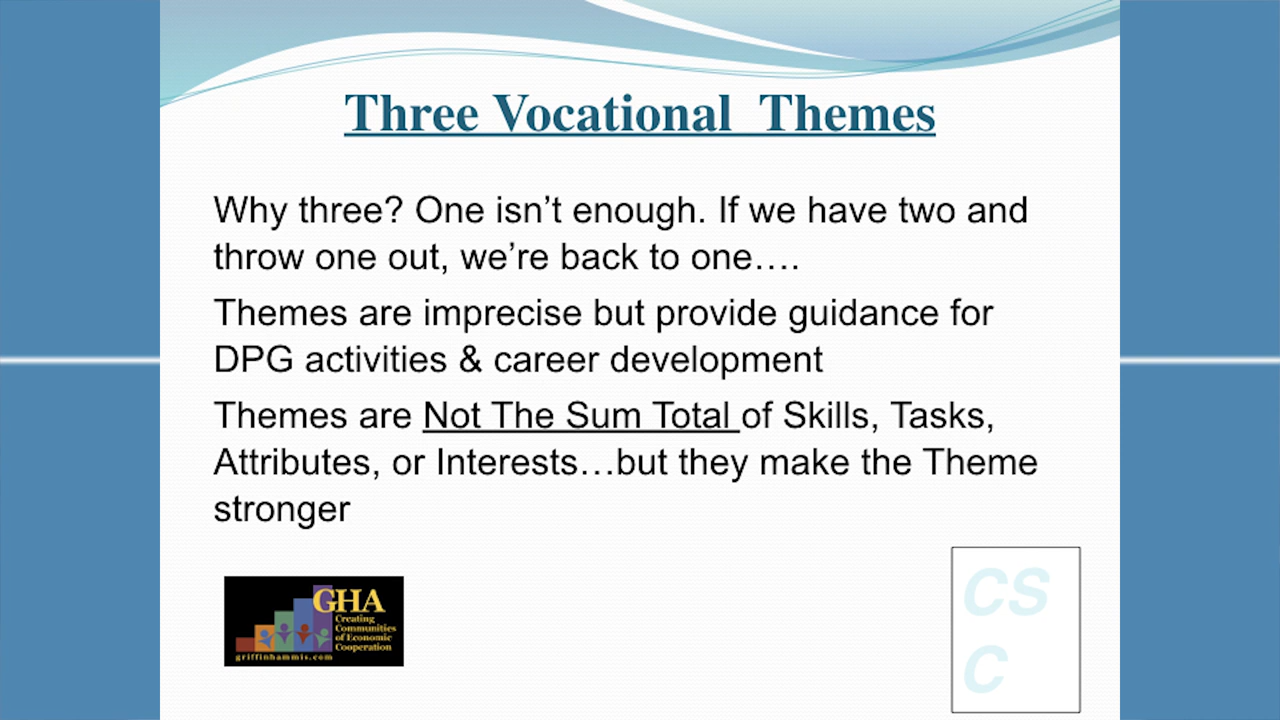 Three Vocational  Themes
Why three? One isn’t enough. If we have two and
throw one out, we’re back to one….
Themes are imprecise but provide guidance for
DPG activities & career development
Themes are Not The Sum Total of Skills, Tasks,
Attributes, or Interests…but they make the Theme
stronger
GHA
Creating
Communities
of Economic
Cooperation
griffinhammis.com
CS
C